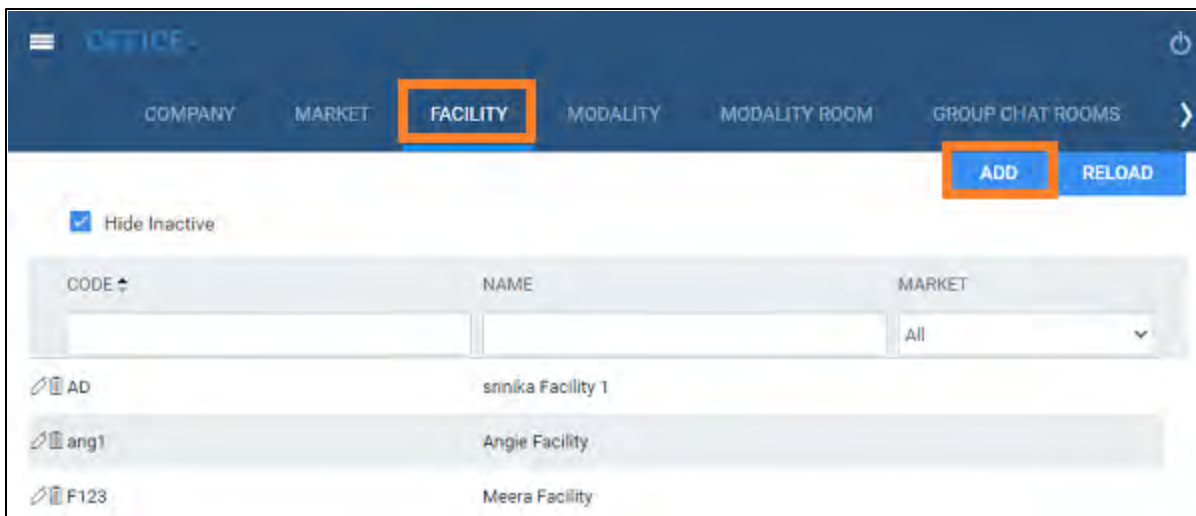 OFFICE
COMPANY MARKET FACILITY MODALITY MODALITY ROOM GROUP CHAT ROOMS
ADD RELOAD
Hide Inactive
CODE NAME MARKET
All
AD srinika Facility 1
ang1 Angie Facility
F123 Meera Facility